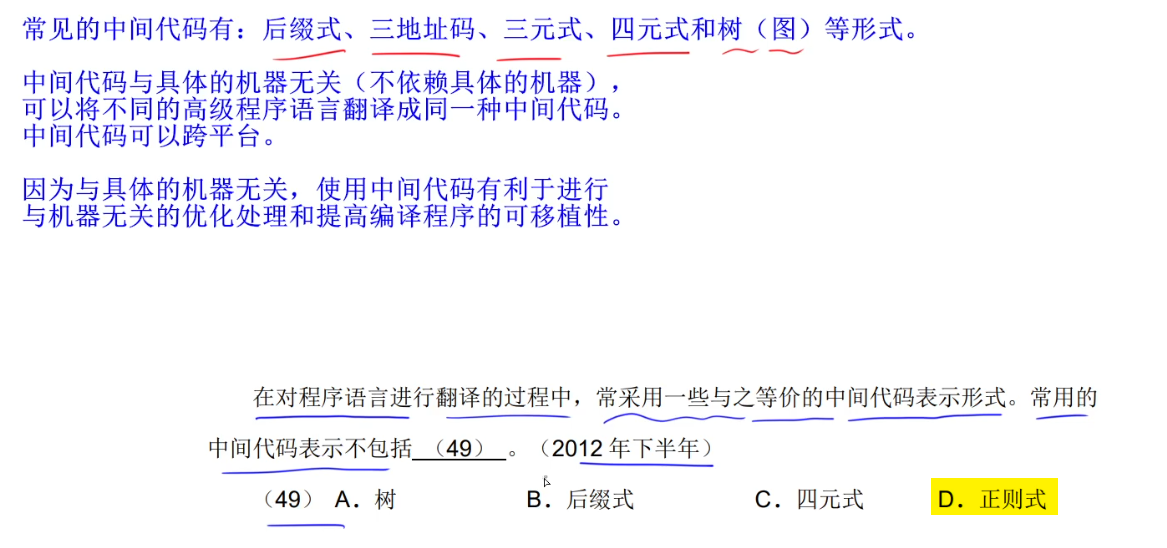 常见的中间代码有：后缀式、三地址码、三元式、四元式和树（图）等形式。
中间代码与具体的机器无关（不依赖具体的机器），
可以将不同的高级程序语言翻译成同一种中间代码。
中间代码可以跨平台。
因为与具体的机器无关，使用中间代码有利于进行
与机器无关的优化处理和提高编译程序的可移植性。
在对程序语言进行翻译的过程中，常采用一些与之等价的中间代码表示形式。常用的
中间代码表示不包括（49）。（2012年下半年）
（49）A．树 B．后缀式 C．四元式 D．正则式